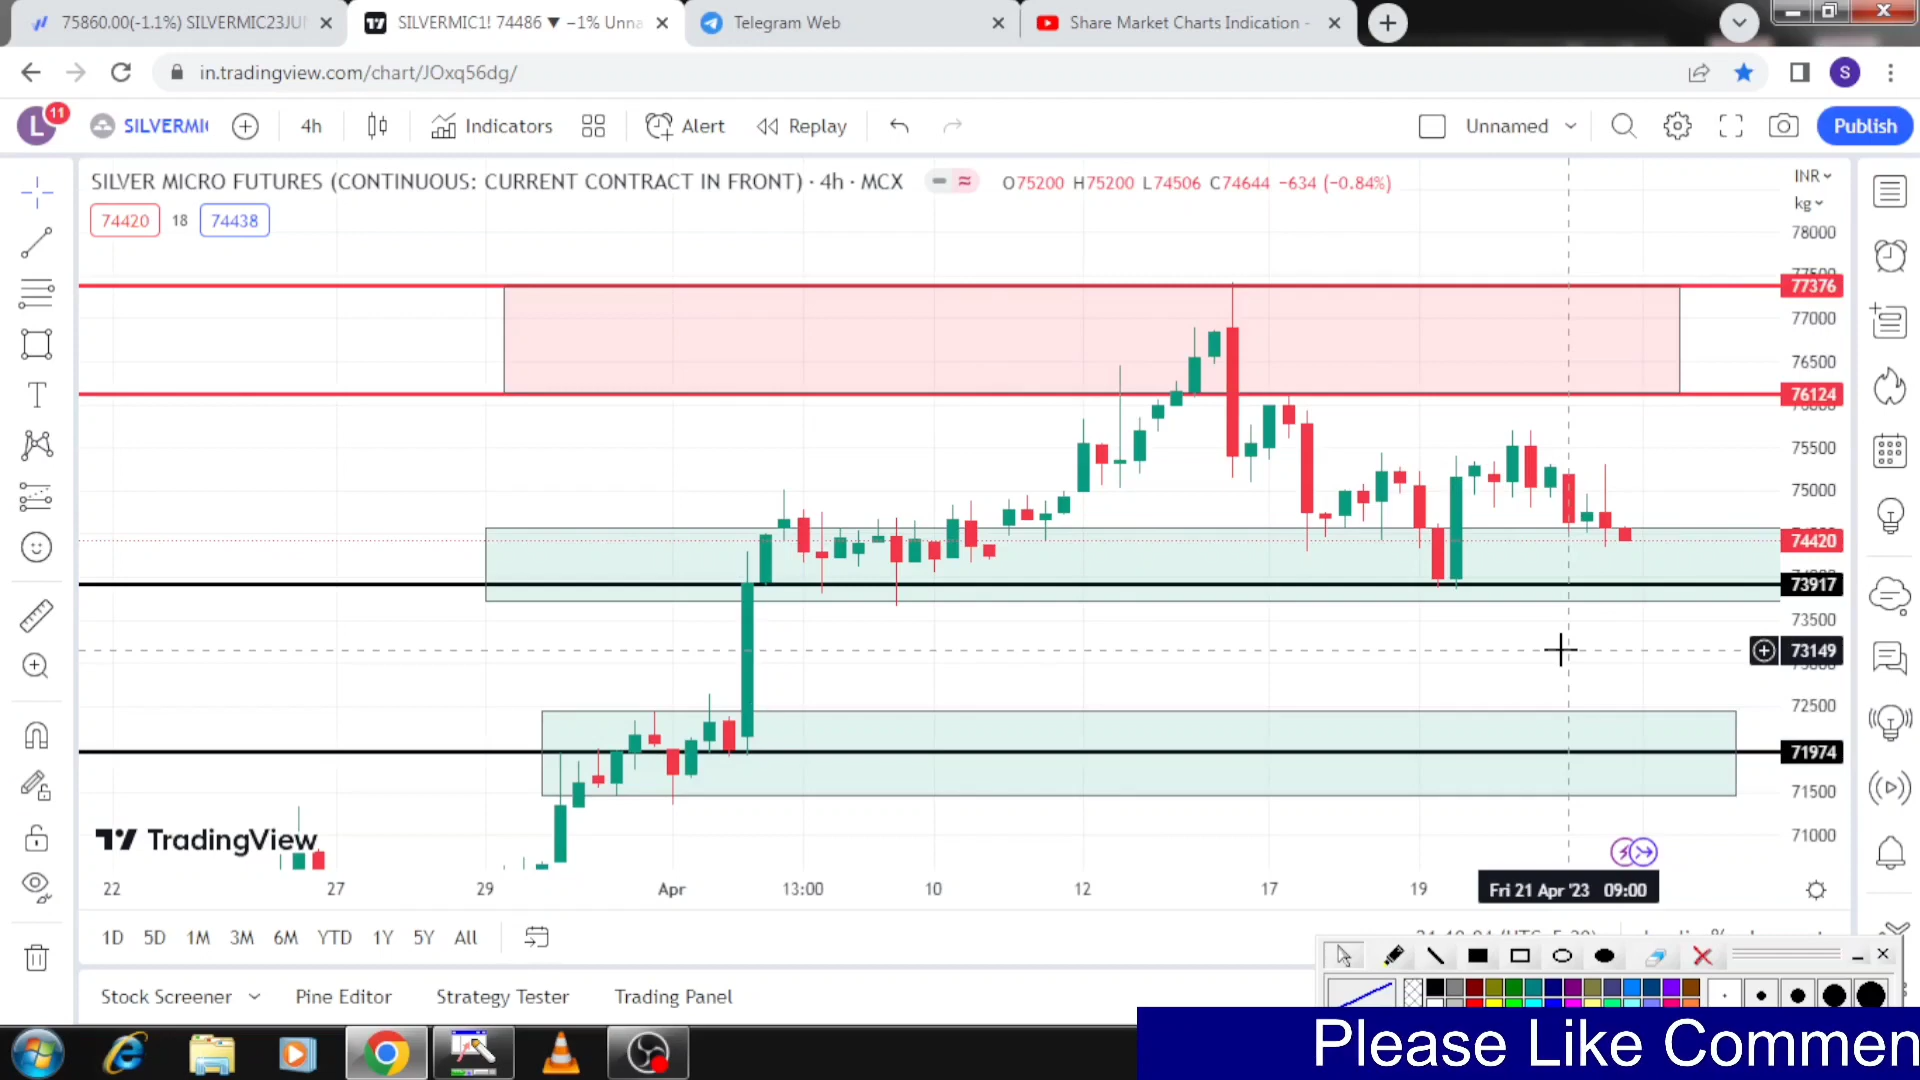 75860.00(-1.1%) SILVERMIC23JU
SILVERMIC1! 74486 ▼ −1% Unna
Telegram Web
Share Market Charts Indication -
in.tradingview.com/chart/JOxq56dg/
S
L
11
SILVERMI
4h
Indicators
Alert
Replay
Unnamed
Publish
SILVER MICRO FUTURES (CONTINUOUS: CURRENT CONTRACT IN FRONT) · 4h · MCX
O75200 H75200 L74506 C74644 −634 (−0.84%)
INR
kg
74420
18
74438
78000
77376
77000
76500
76124
75500
75000
74420
73917
73500
73149
72500
71974
71500
71000
TradingView
22
27
29
Apr
13:00
10
12
17
19
Fri 21 Apr '23 09:00
1D
5D
1M
3M
6M
YTD
1Y
5Y
All
Stock Screener
Pine Editor
Strategy Tester
Trading Panel
Please Like Commen